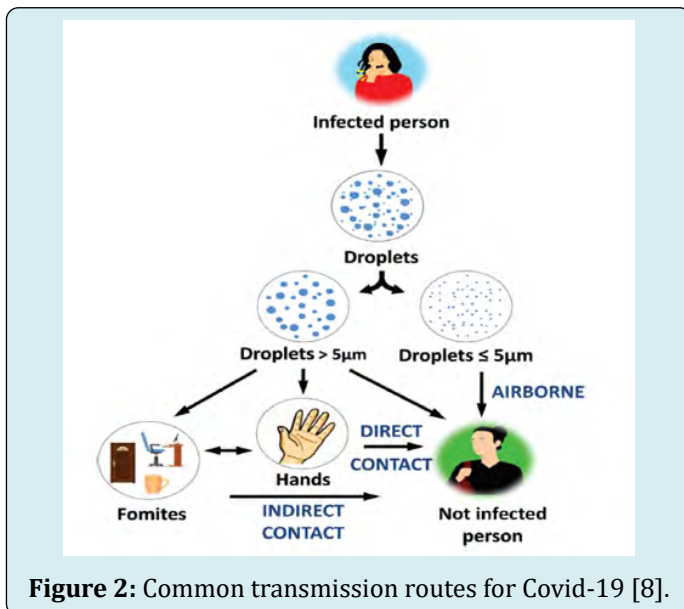 Infected person
Droplets
Droplets > 5µm
Droplets ≤ 5µm
AIRBORNE
DIRECT
CONTACT
Hands
Fomites
INDIRECT
CONTACT
Not infected
person
Figure 2: Common transmission routes for Covid-19 [8].